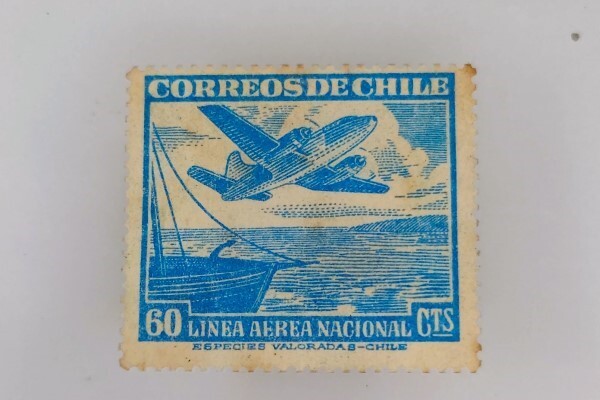 CORREOS DE CHILE
60 LINEA AEREA NACIONAL CTS
ESPECIES VALORADAS-CHILE